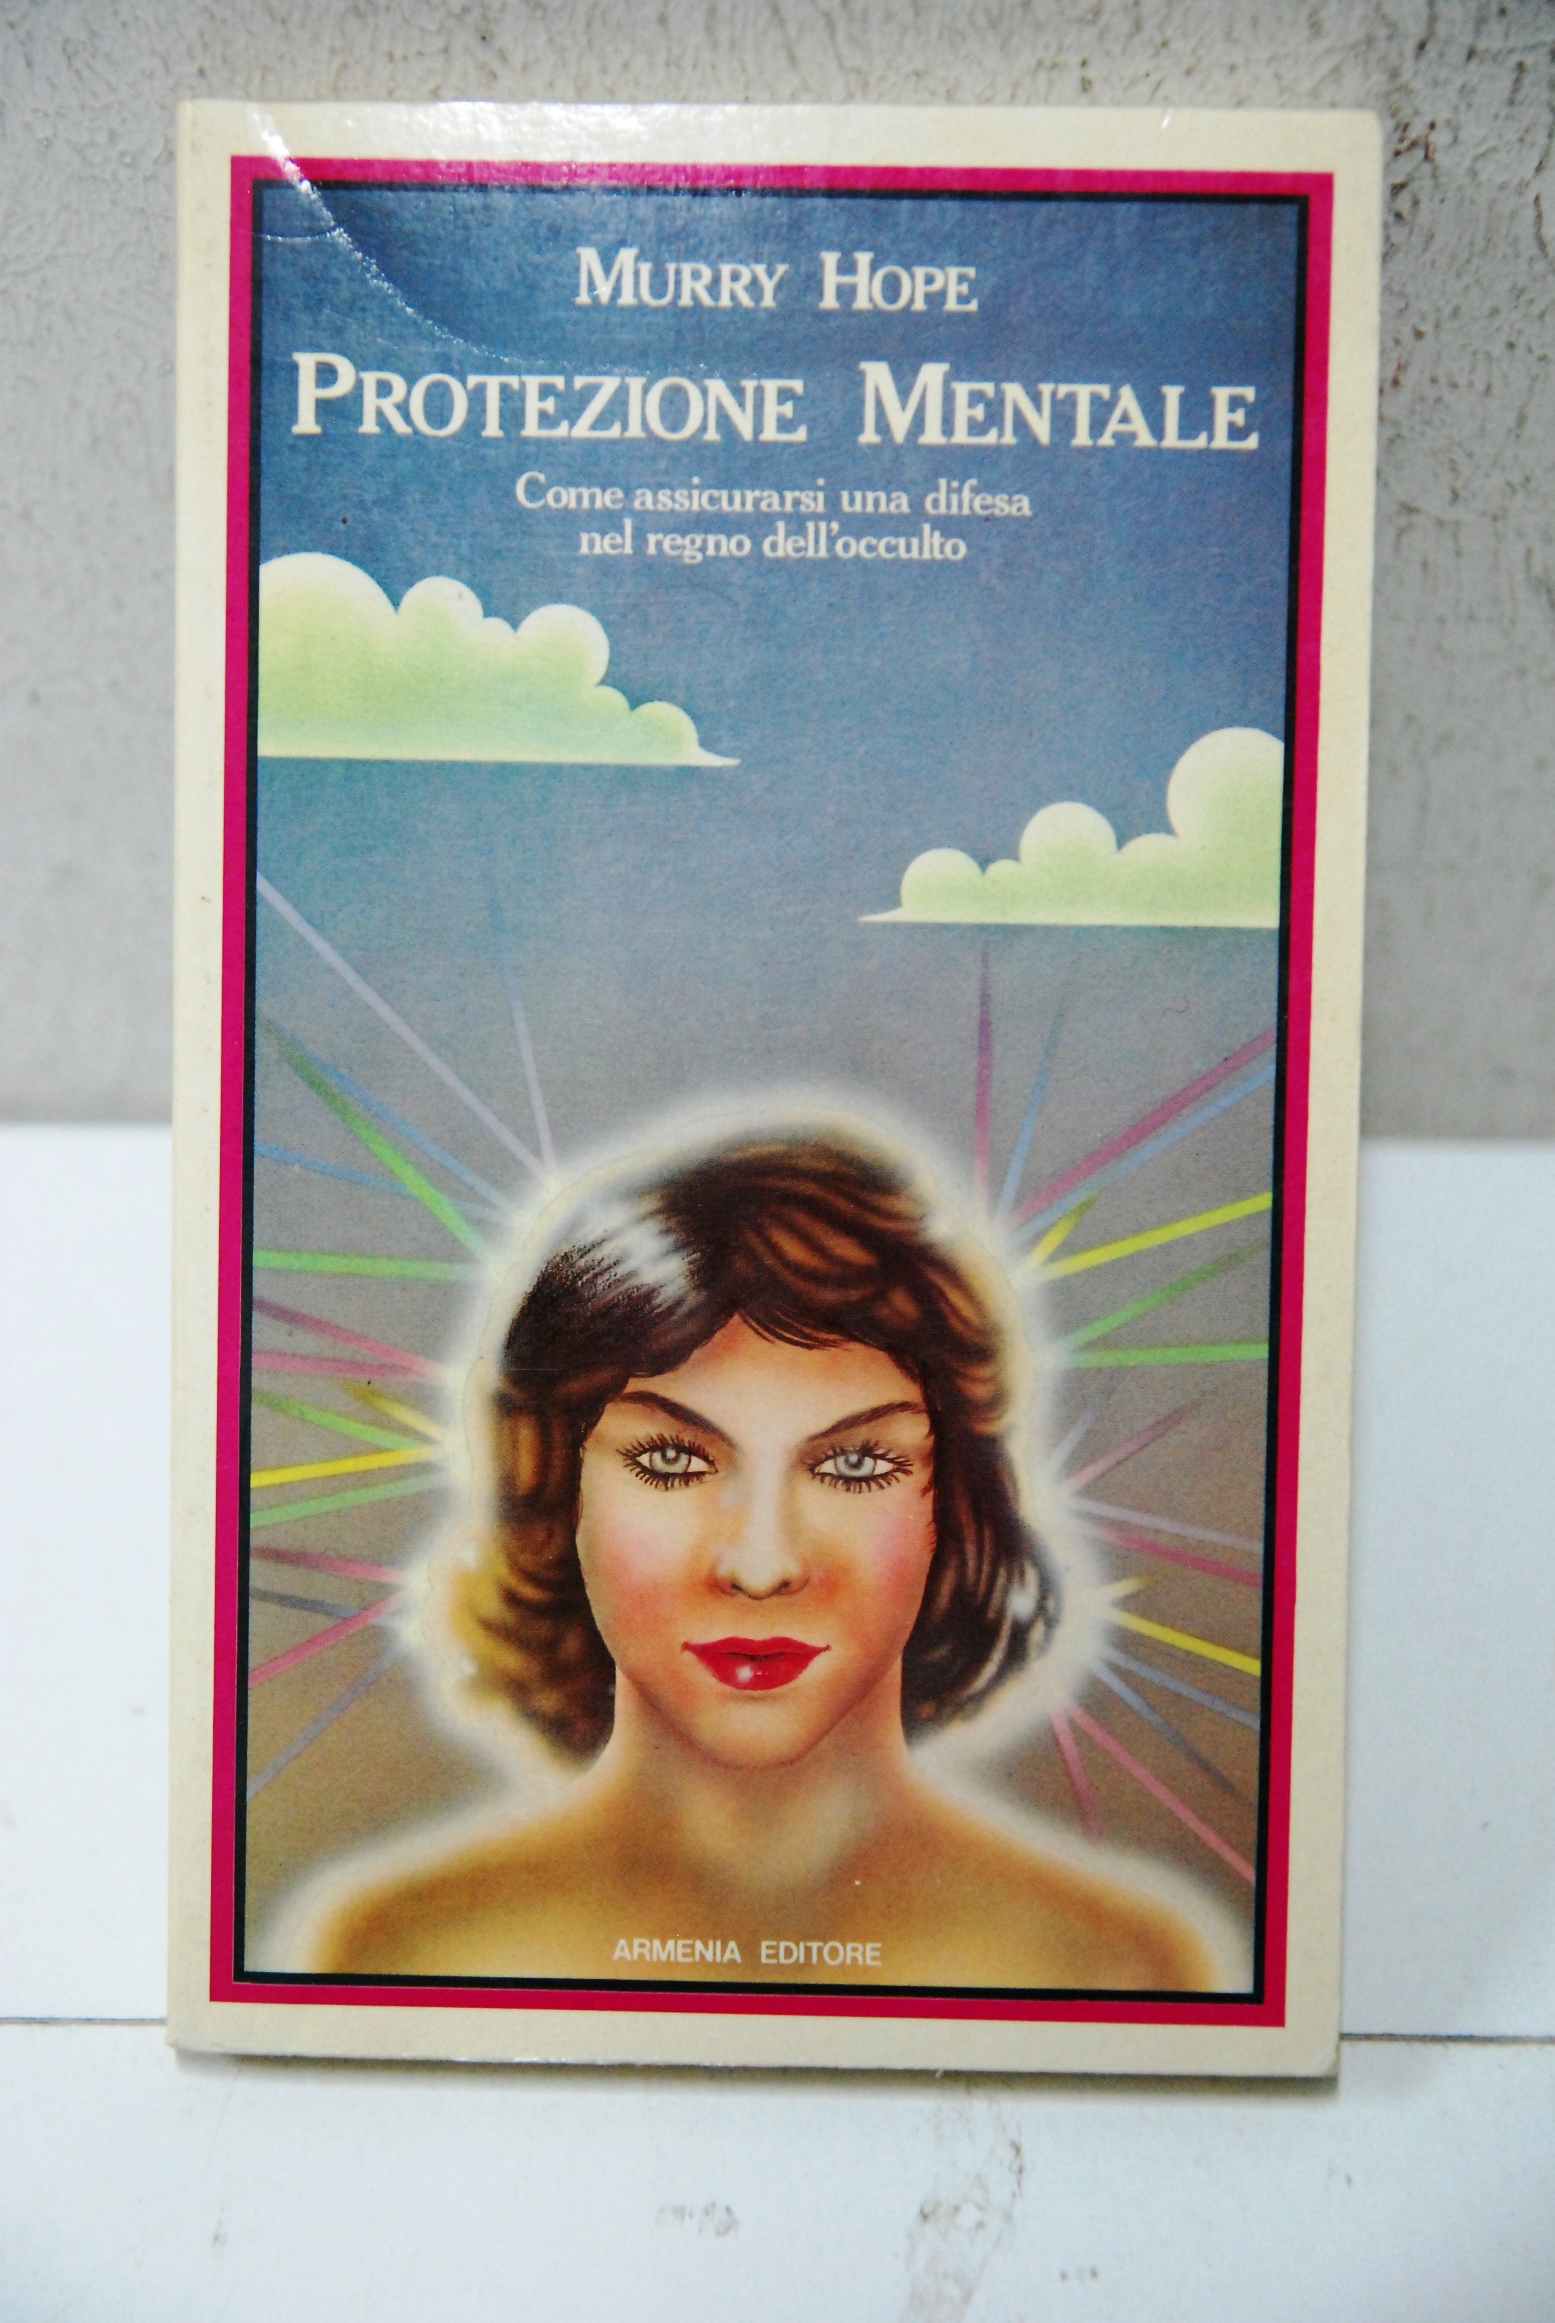 MURRY HOPE
PROTEZIONE MENTALE
Come assicurarsi una difesa
nel regno dell'occulto
ARMENIA EDITORE